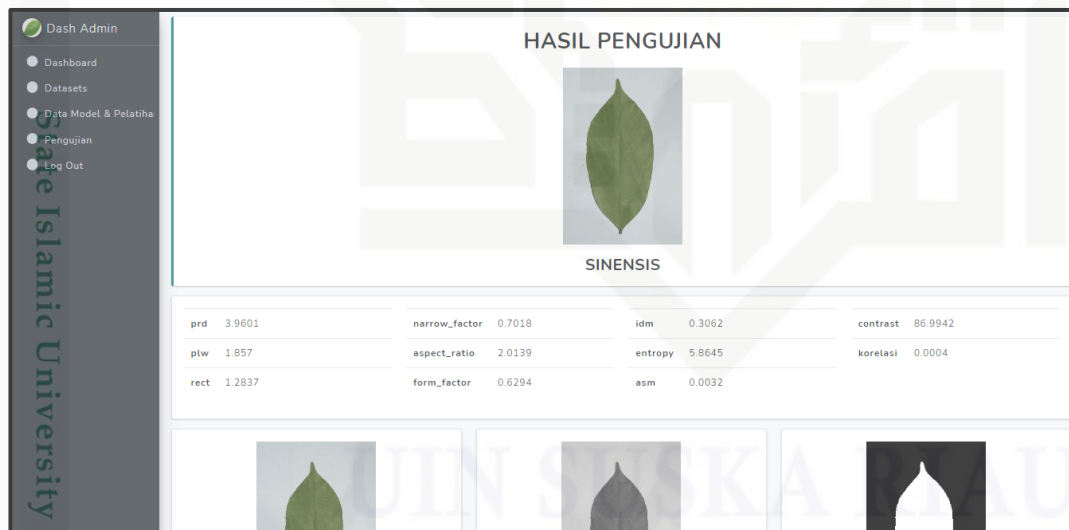 Dash Admin
Dashboard
Datasets
Data Model & Pelatiha
Pengujian
Log Out
State Islamic University
HASIL PENGUJIAN
SINENSIS
prd 3.9601 narrow_factor 0.7018 idm 0.3062 contrast 86.9942
plw 1.857 aspect_ratio 2.0139 entropy 5.8645 korelasi 0.0004
rect 1.2837 form_factor 0.6294 asm 0.0032
UIN SUSKA RIAU